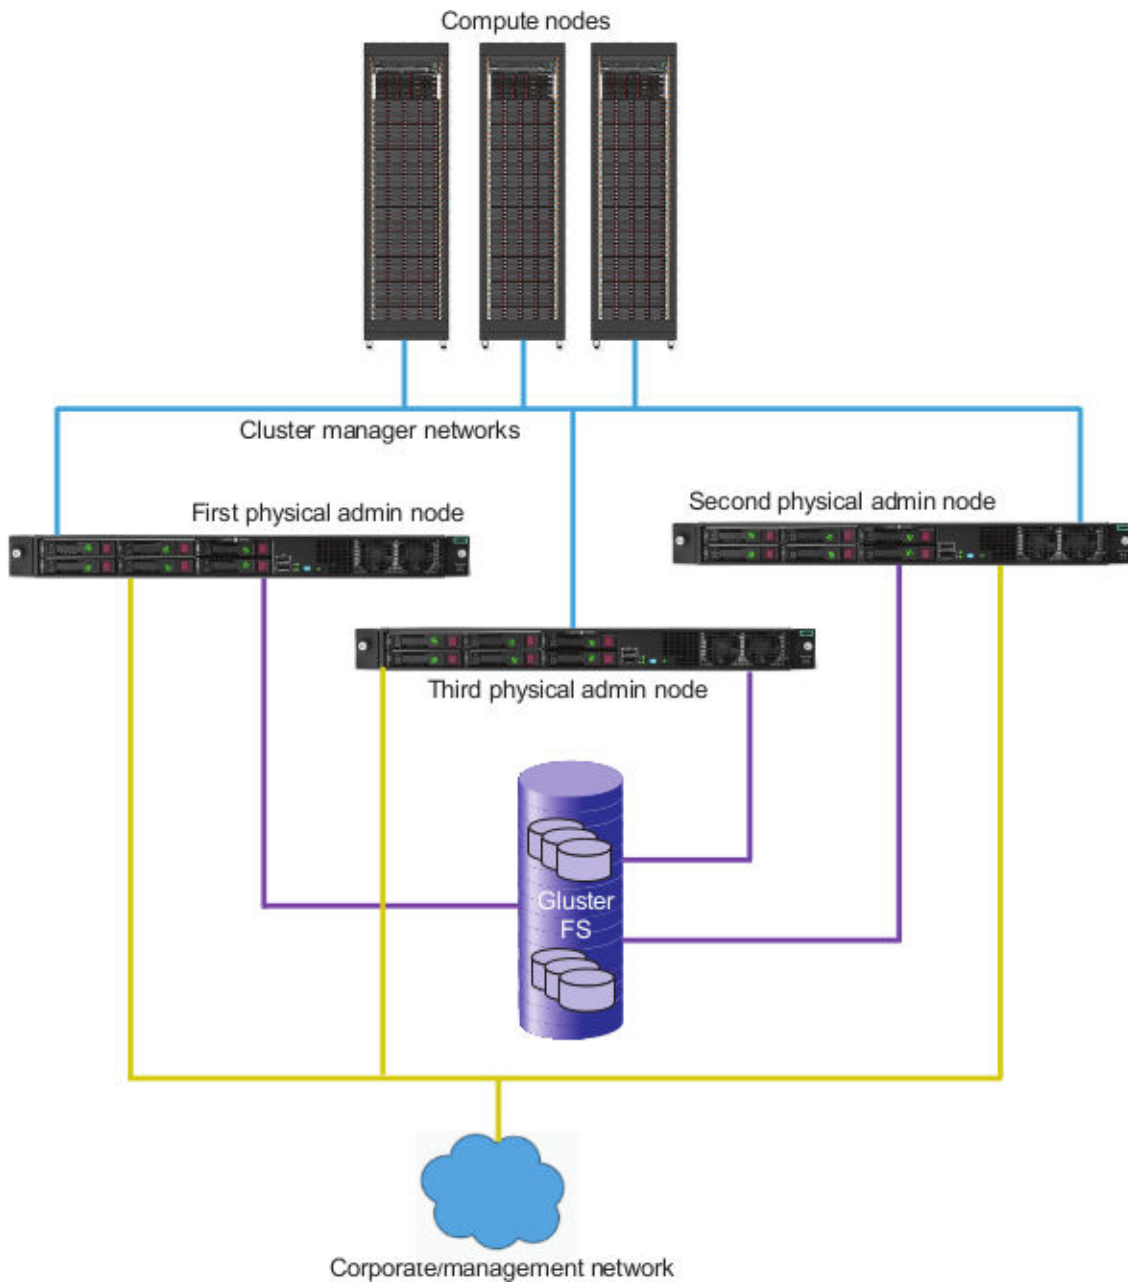 Compute nodes
Cluster manager networks
First physical admin node
Second physical admin node
Third physical admin node
Gluster
FS
Corporate/management network